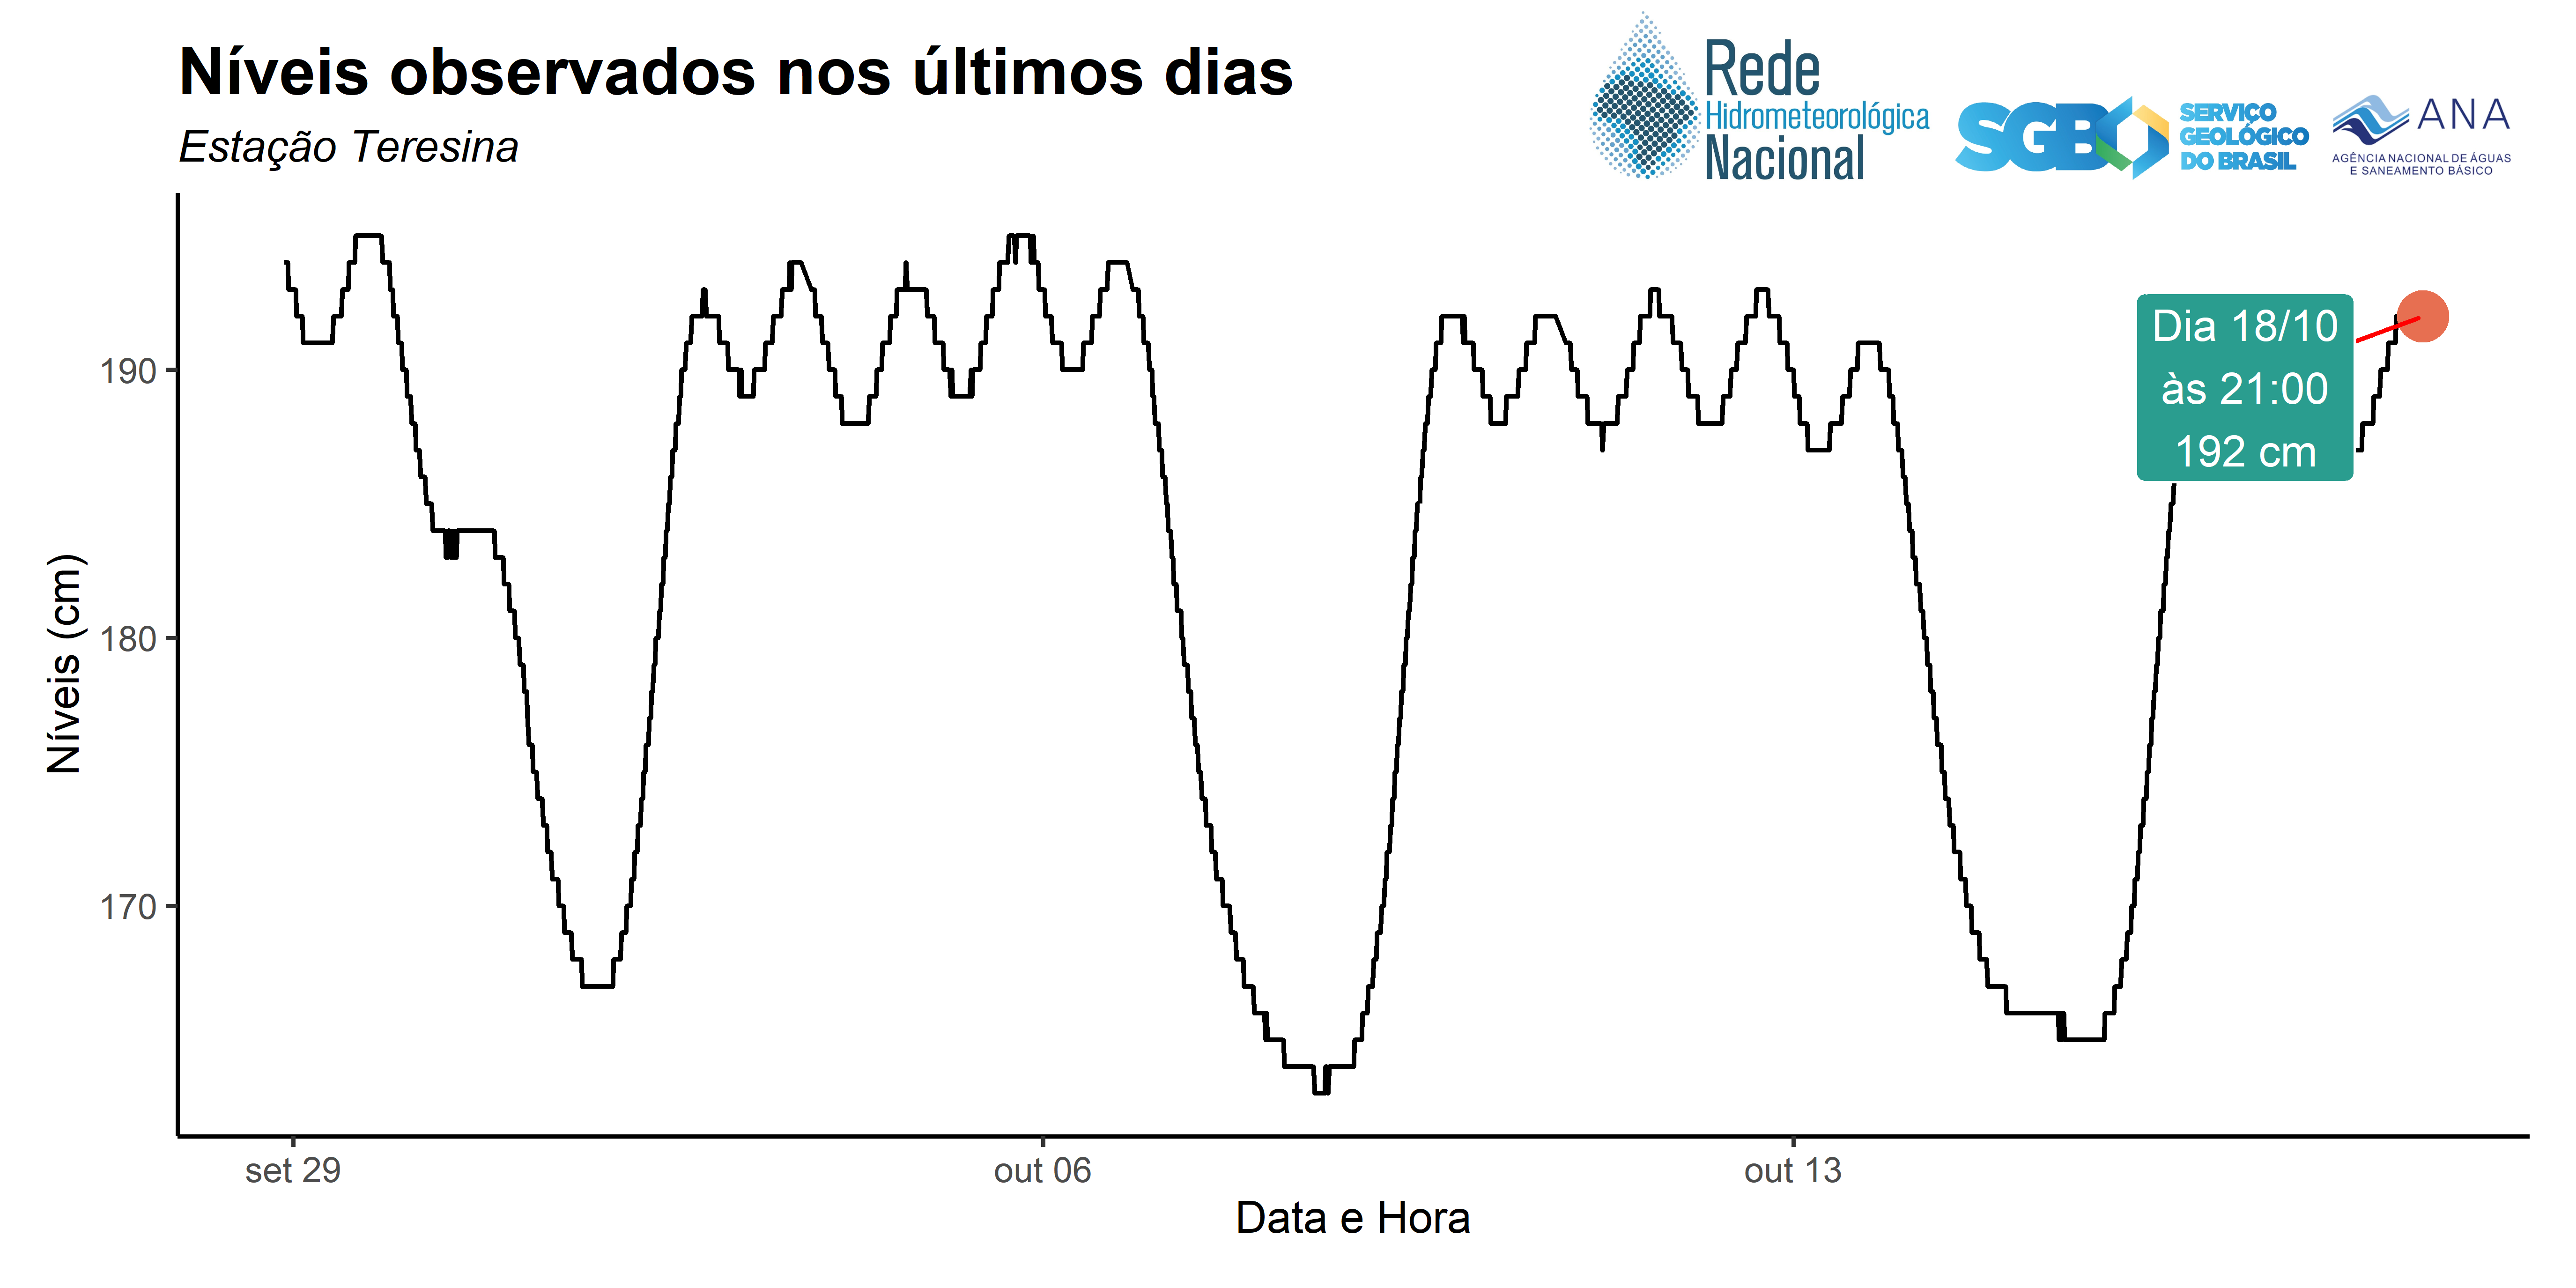 Níveis observados nos últimos dias
Estação Teresina
Rede
Hidrometeorológica
Nacional
SGB
SERVIÇO
GEOLÓGICO
DO BRASIL
ANA
AGÊNCIA NACIONAL DE ÁGUAS
E SANEAMENTO BÁSICO
Níveis (cm)
190
180
170
Dia 18/10
às 21:00
192 cm
set 29
out 06
out 13
Data e Hora